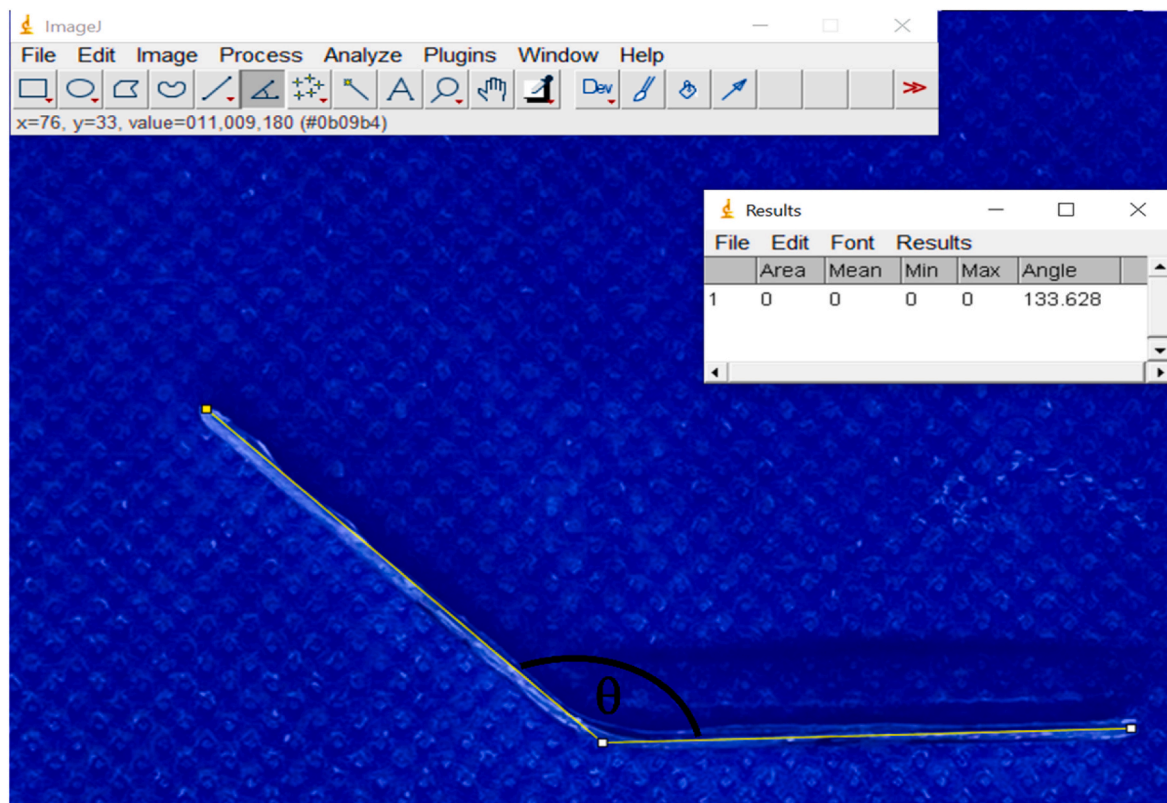 ImageJ
File Edit Image Process Analyze Plugins Window Help
A Dev >>
x=76, y=33, value=011,009,180 (#0b09b4)
Results
File Edit Font Results
Area Mean Min Max Angle
1 0 0 0 0 133.628
θ